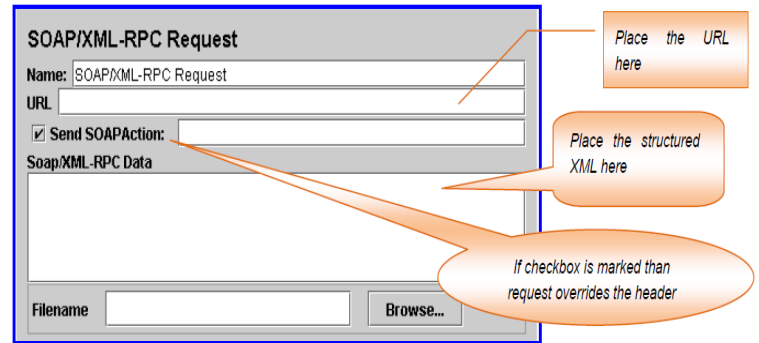 SOAP/XML-RPC Request
Name: SOAP/XML-RPC Request
URL
Send SOAPAction:
Soap/XML-RPC Data
Filename
Browse...
Place the URL
here
Place the structured
XML here
If checkbox is marked than
request overrides the header